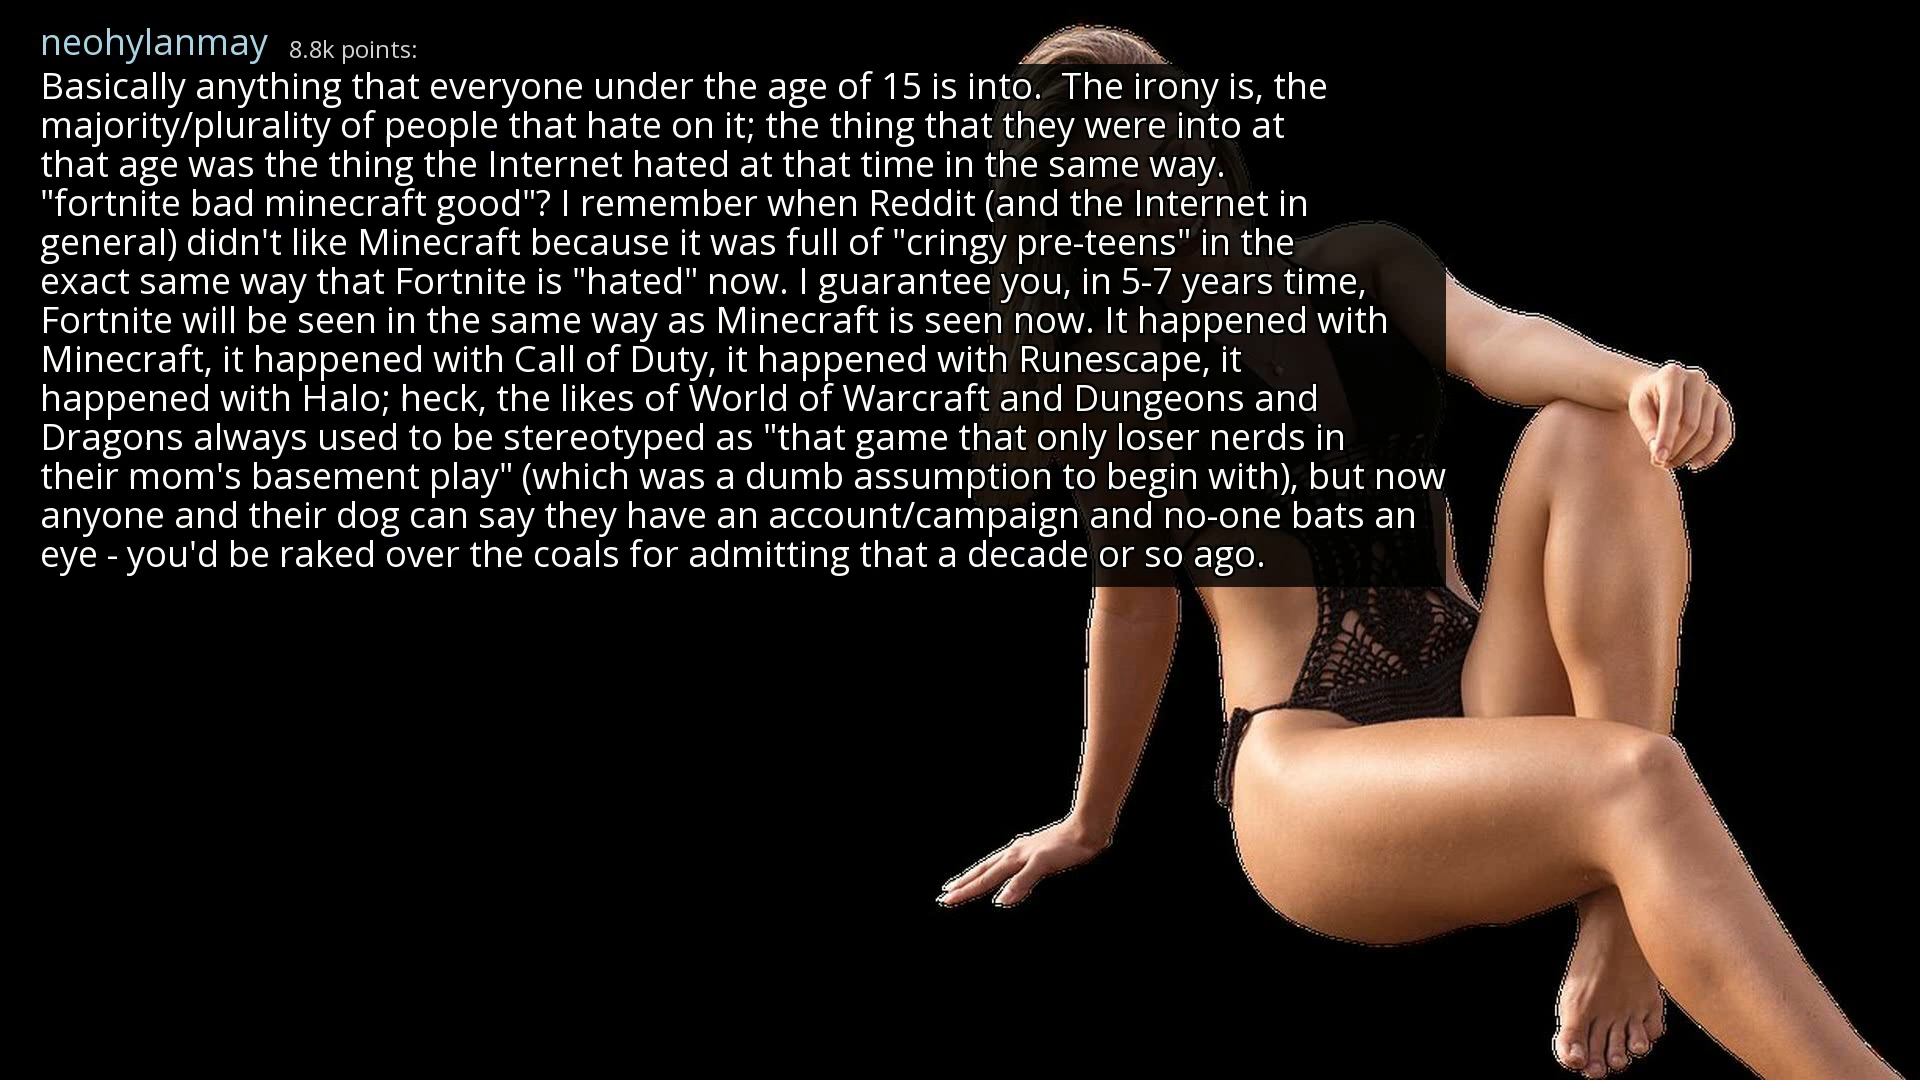 neohylanmay 8.8k points:
Basically anything that everyone under the age of 15 is into.  The irony is, the
majority/plurality of people that hate on it; the thing that they were into at
that age was the thing the Internet hated at that time in the same way.
"fortnite bad minecraft good"? I remember when Reddit (and the Internet in
general) didn't like Minecraft because it was full of "cringy pre-teens" in the
exact same way that Fortnite is "hated" now. I guarantee you, in 5-7 years time,
Fortnite will be seen in the same way as Minecraft is seen now. It happened with
Minecraft, it happened with Call of Duty, it happened with Runescape, it
happened with Halo; heck, the likes of World of Warcraft and Dungeons and
Dragons always used to be stereotyped as "that game that only loser nerds in
their mom's basement play" (which was a dumb assumption to begin with), but now
anyone and their dog can say they have an account/campaign and no-one bats an
eye - you'd be raked over the coals for admitting that a decade or so ago.